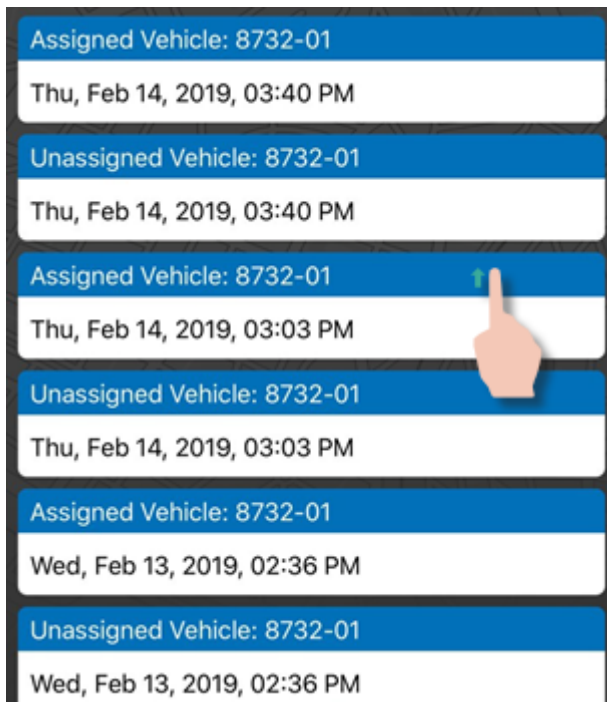 Assigned Vehicle: 8732-01
Thu, Feb 14, 2019, 03:40 PM
Unassigned Vehicle: 8732-01
Thu, Feb 14, 2019, 03:40 PM
Assigned Vehicle: 8732-01
Thu, Feb 14, 2019, 03:03 PM
Unassigned Vehicle: 8732-01
Thu, Feb 14, 2019, 03:03 PM
Assigned Vehicle: 8732-01
Wed, Feb 13, 2019, 02:36 PM
Unassigned Vehicle: 8732-01
Wed, Feb 13, 2019, 02:36 PM